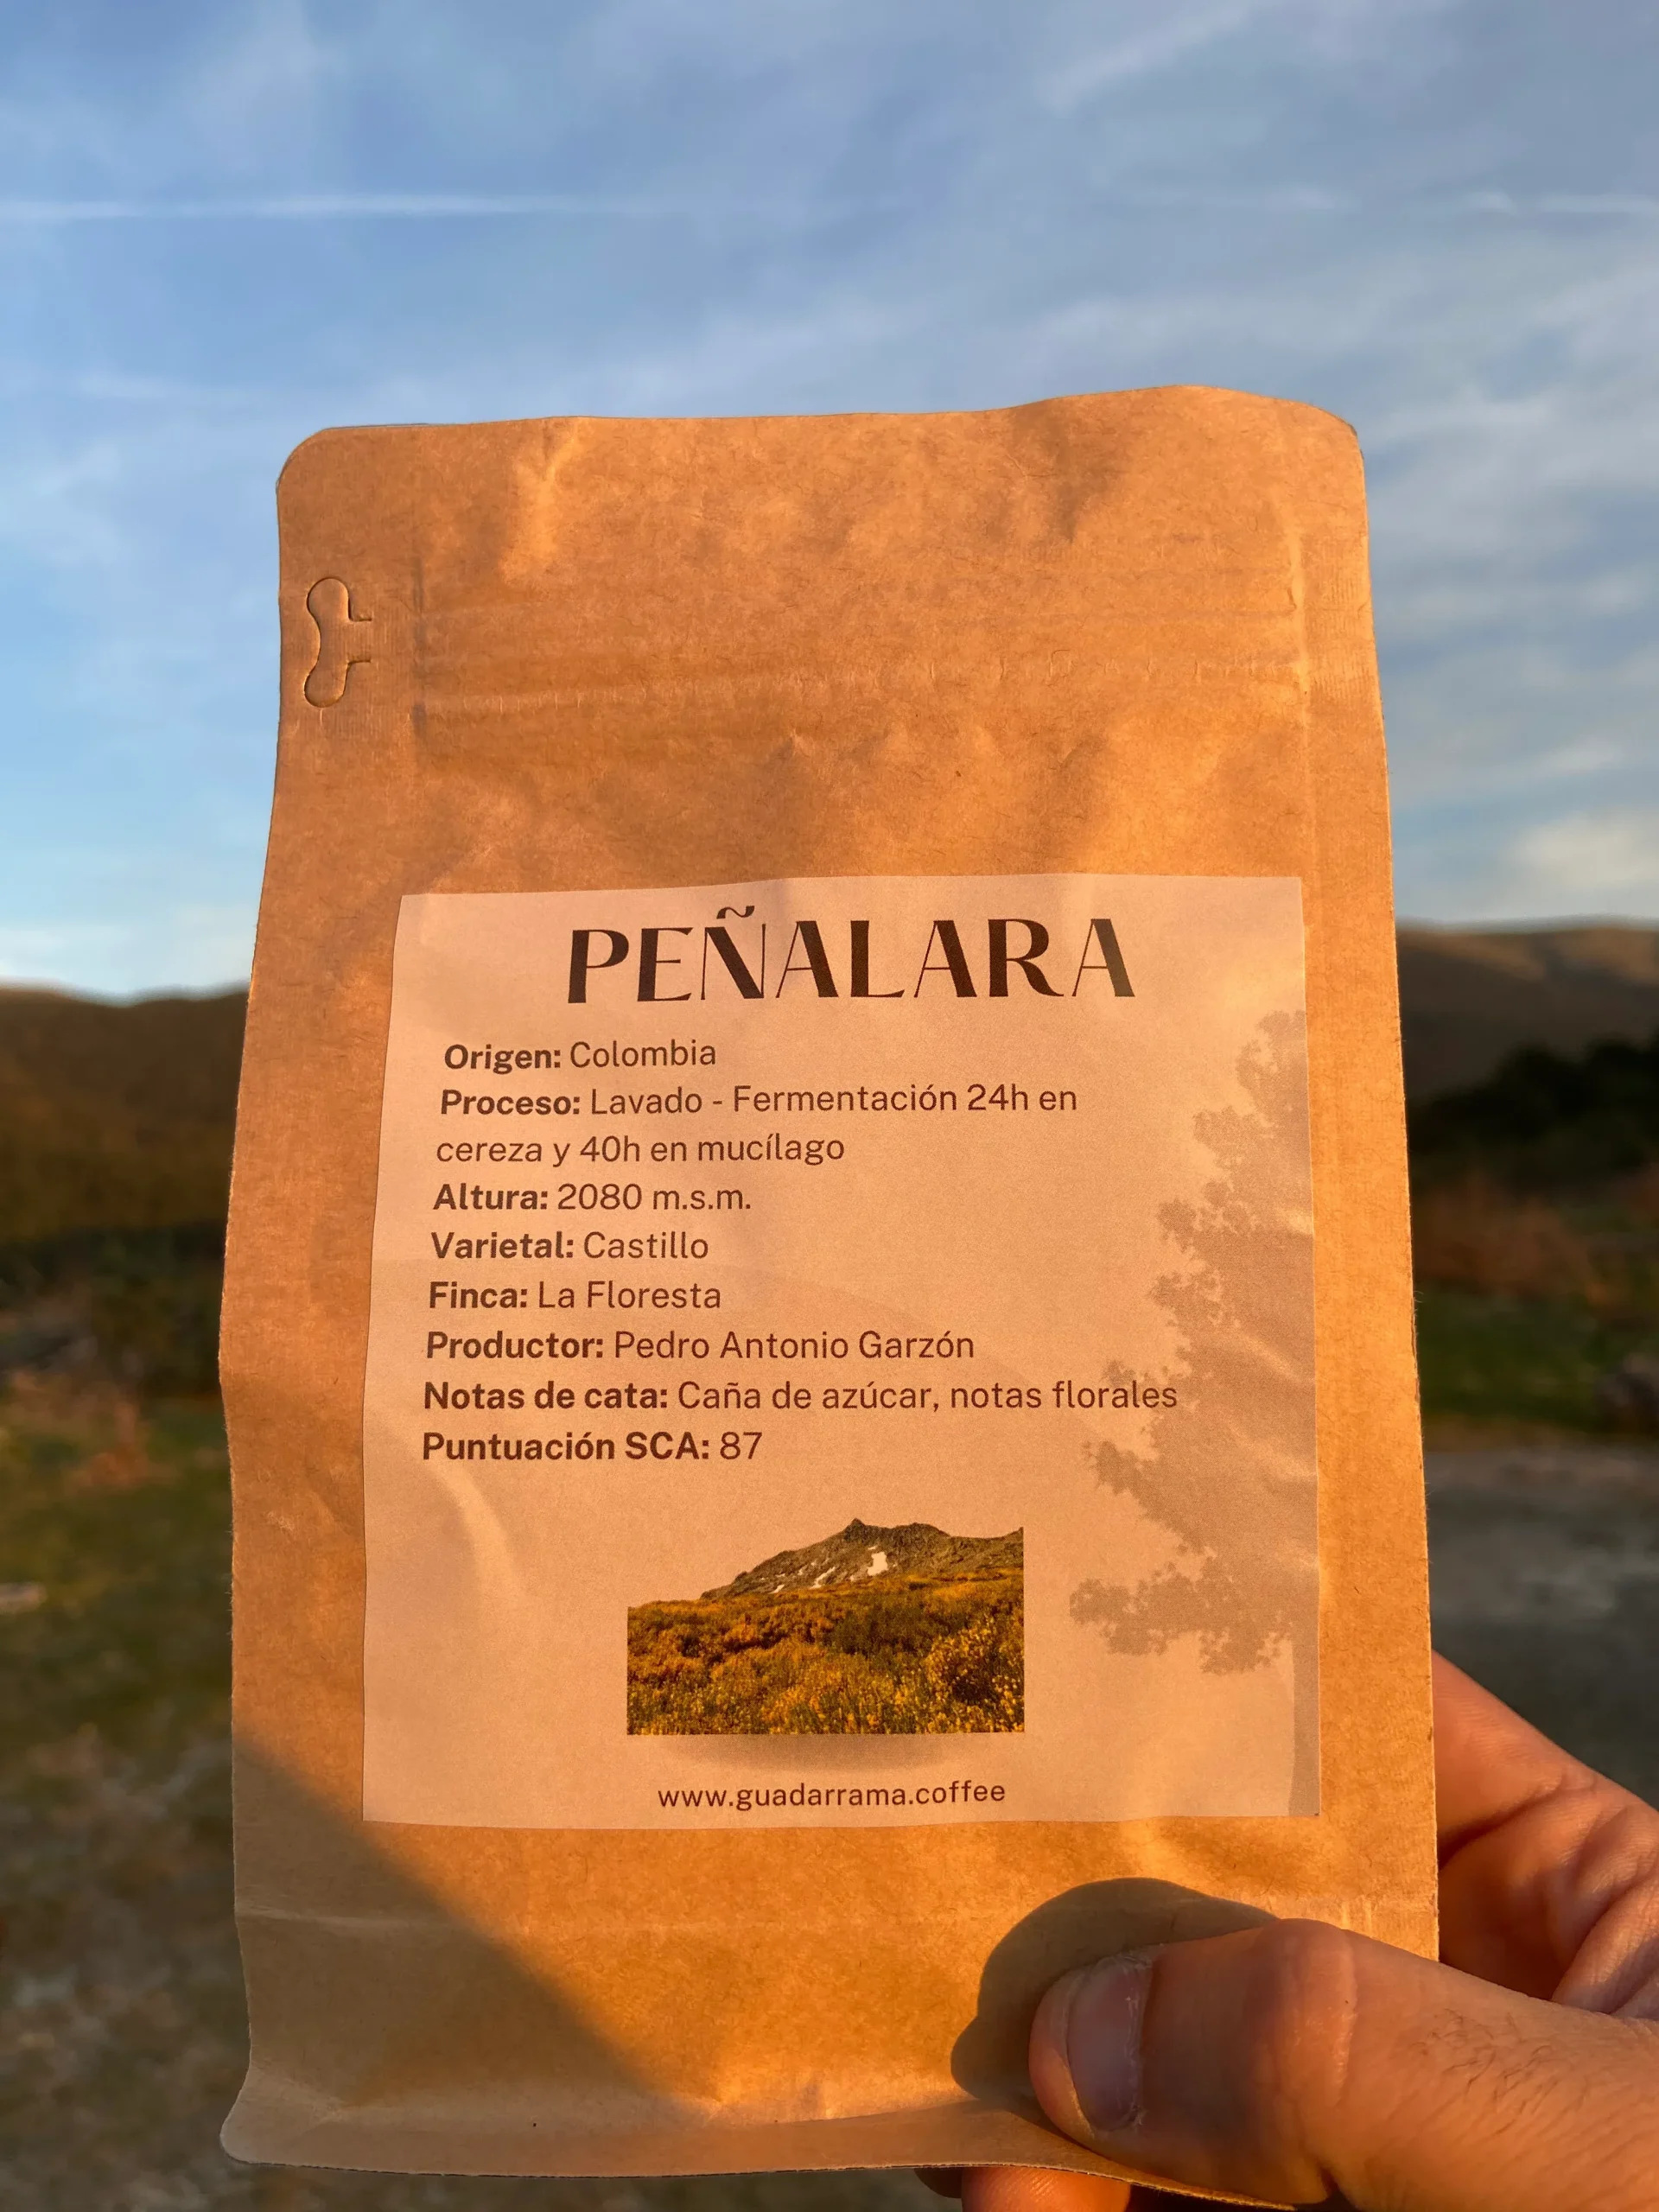 PEÑALARA
Origen: Colombia
Proceso: Lavado - Fermentación 24h en
cereza y 40h en mucílago
Altura: 2080 m.s.m.
Varietal: Castillo
Finca: La Floresta
Productor: Pedro Antonio Garzón
Notas de cata: Caña de azúcar, notas florales
Puntuación SCA: 87
www.guadarrama.coffee